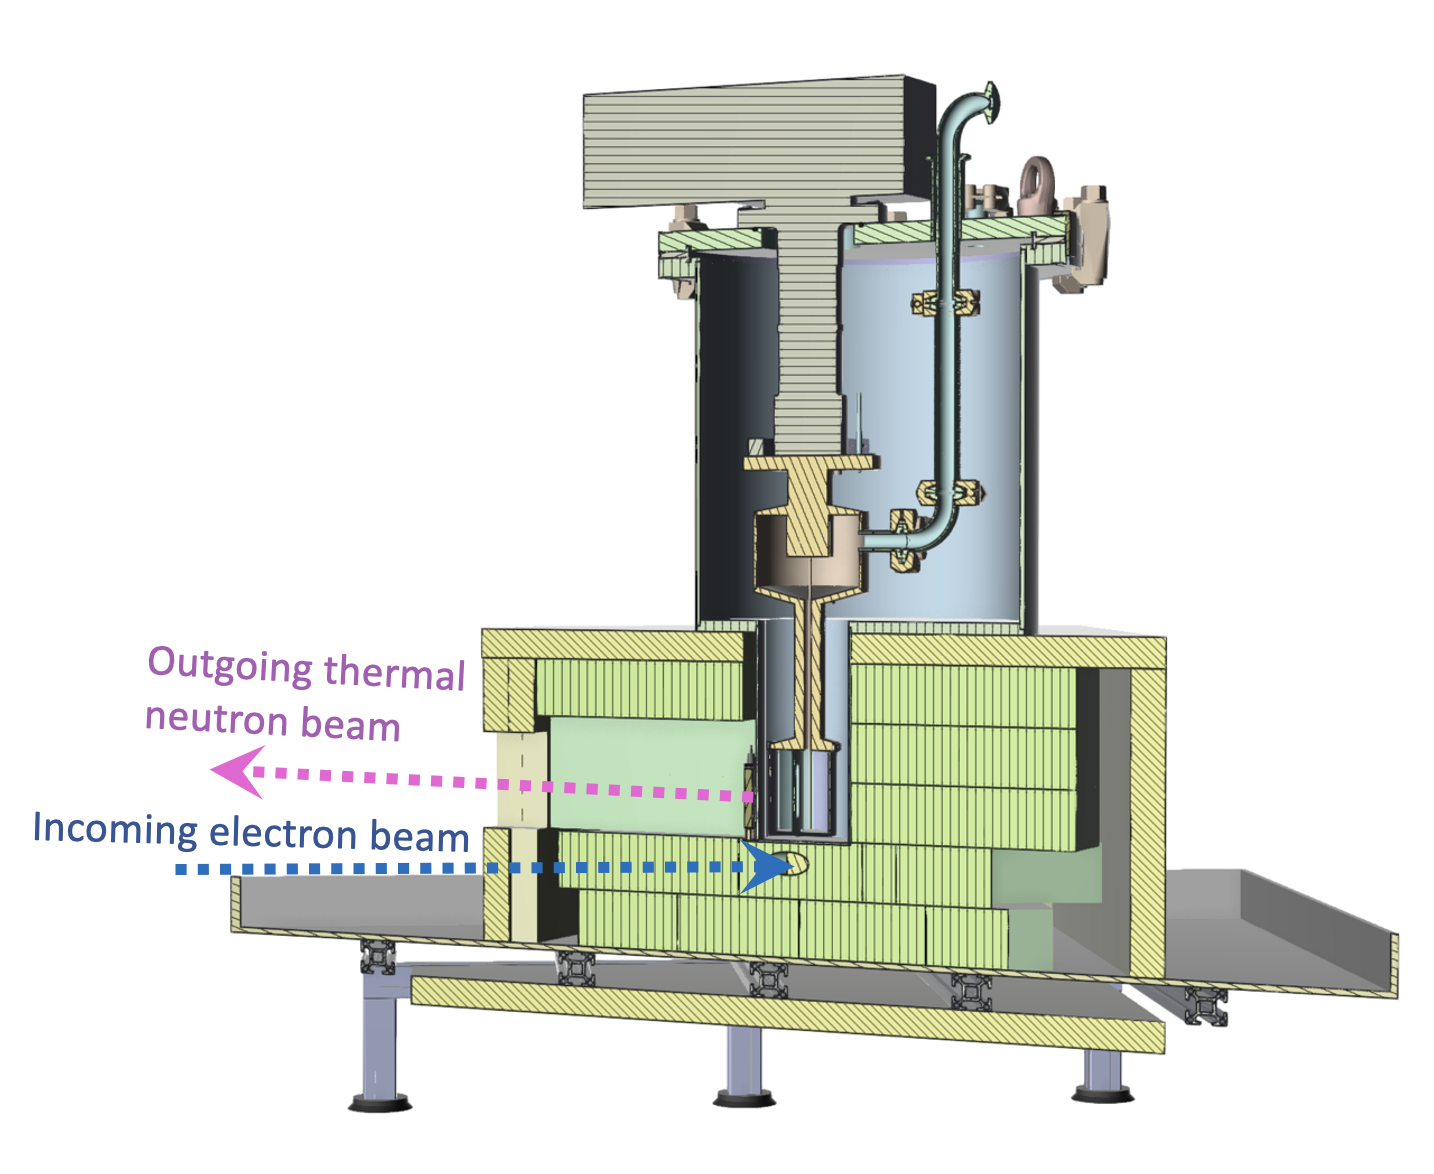 Outgoing thermal
neutron beam
Incoming electron beam